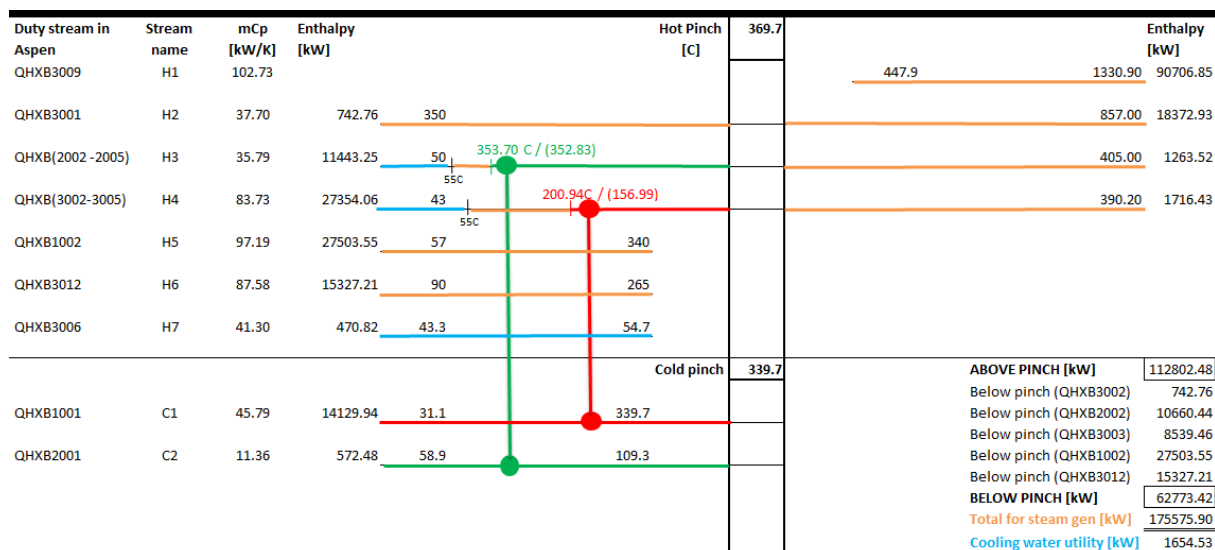 Duty stream in Stream mCp Enthalpy Hot Pinch 369.7 Enthalpy
Aspen name [kW/K] [kW] [C] [kW]
QHXB3009 H1 102.73 447.9 1330.90 90706.85
QHXB3001 H2 37.70 742.76 350 857.00 18372.93
353.70 C / (352.83)
QHXB(2002 -2005) H3 35.79 11443.25 50 405.00 1263.52
55C
200.94C / (156.99)
QHXB(3002-3005) H4 83.73 27354.06 43 390.20 1716.43
55C
QHXB1002 H5 97.19 27503.55 57 340
QHXB3012 H6 87.58 15327.21 90 265
QHXB3006 H7 41.30 470.82 43.3 54.7
Cold pinch 339.7 ABOVE PINCH [kW] 112802.48
Below pinch (QHXB3002) 742.76
QHXB1001 C1 45.79 14129.94 31.1 339.7 Below pinch (QHXB2002) 10660.44
Below pinch (QHXB3003) 8539.46
QHXB2001 C2 11.36 572.48 58.9 109.3 Below pinch (QHXB1002) 27503.55
Below pinch (QHXB3012) 15327.21
BELOW PINCH [kW] 62773.42
Total for steam gen [kW] 175575.90
Cooling water utility [kW] 1654.53